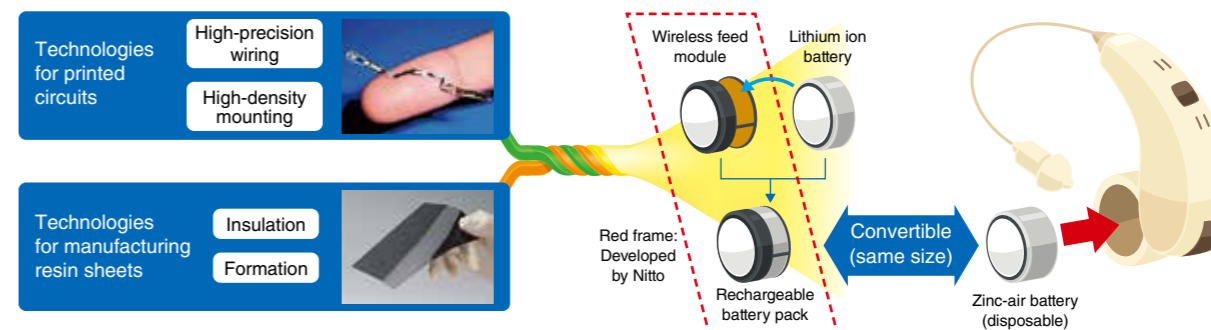 Technologies
for printed
circuits
High-precision
wiring
High-density
mounting
Technologies
for manufacturing
resin sheets
Insulation
Formation
Wireless feed
module
Lithium ion
battery
Red frame:
Developed
by Nitto
Rechargeable
battery pack
Convertible
(same size)
Zinc-air battery
(disposable)